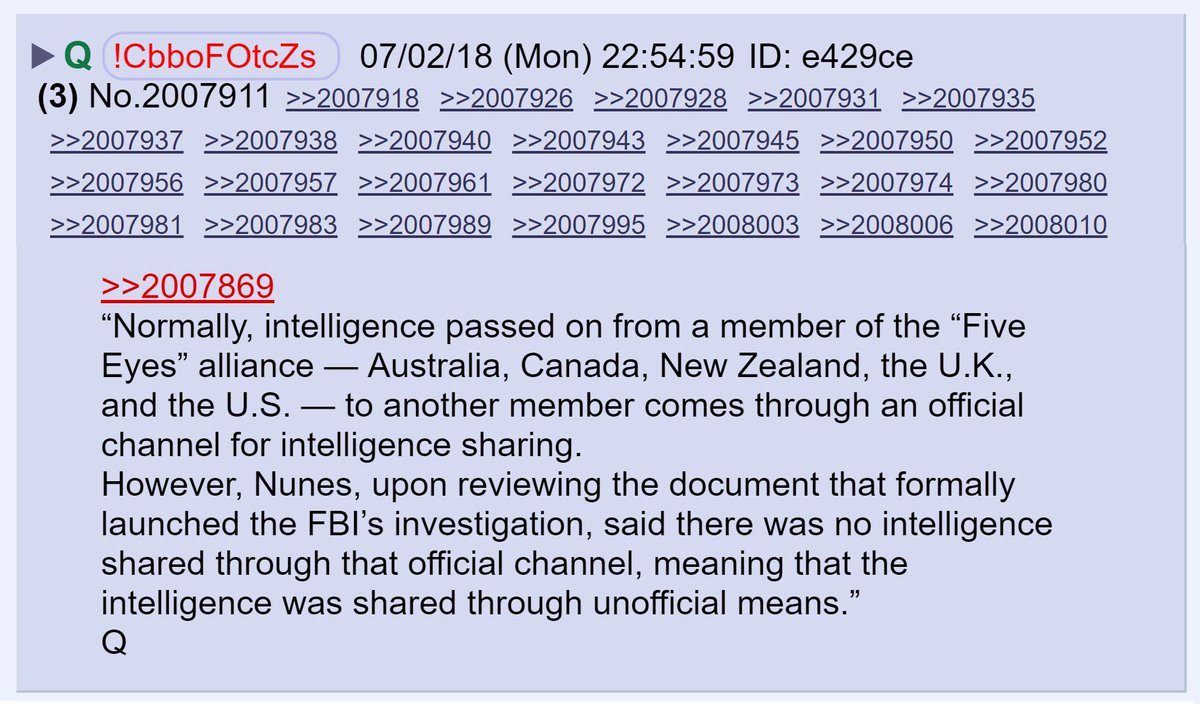 ▶ Q !CbboFOtcZs 07/02/18 (Mon) 22:54:59 ID: e429ce
(3) No.2007911 >>2007918 >>2007926 >>2007928 >>2007931 >>2007935
>>2007937 >>2007938 >>2007940 >>2007943 >>2007945 >>2007950 >>2007952
>>2007956 >>2007957 >>2007961 >>2007972 >>2007973 >>2007974 >>2007980
>>2007981 >>2007983 >>2007989 >>2007995 >>2008003 >>2008006 >>2008010
>>2007869
“Normally, intelligence passed on from a member of the “Five
Eyes” alliance — Australia, Canada, New Zealand, the U.K.,
and the U.S. — to another member comes through an official
channel for intelligence sharing.
However, Nunes, upon reviewing the document that formally
launched the FBI’s investigation, said there was no intelligence
shared through that official channel, meaning that the
intelligence was shared through unofficial means.”
Q